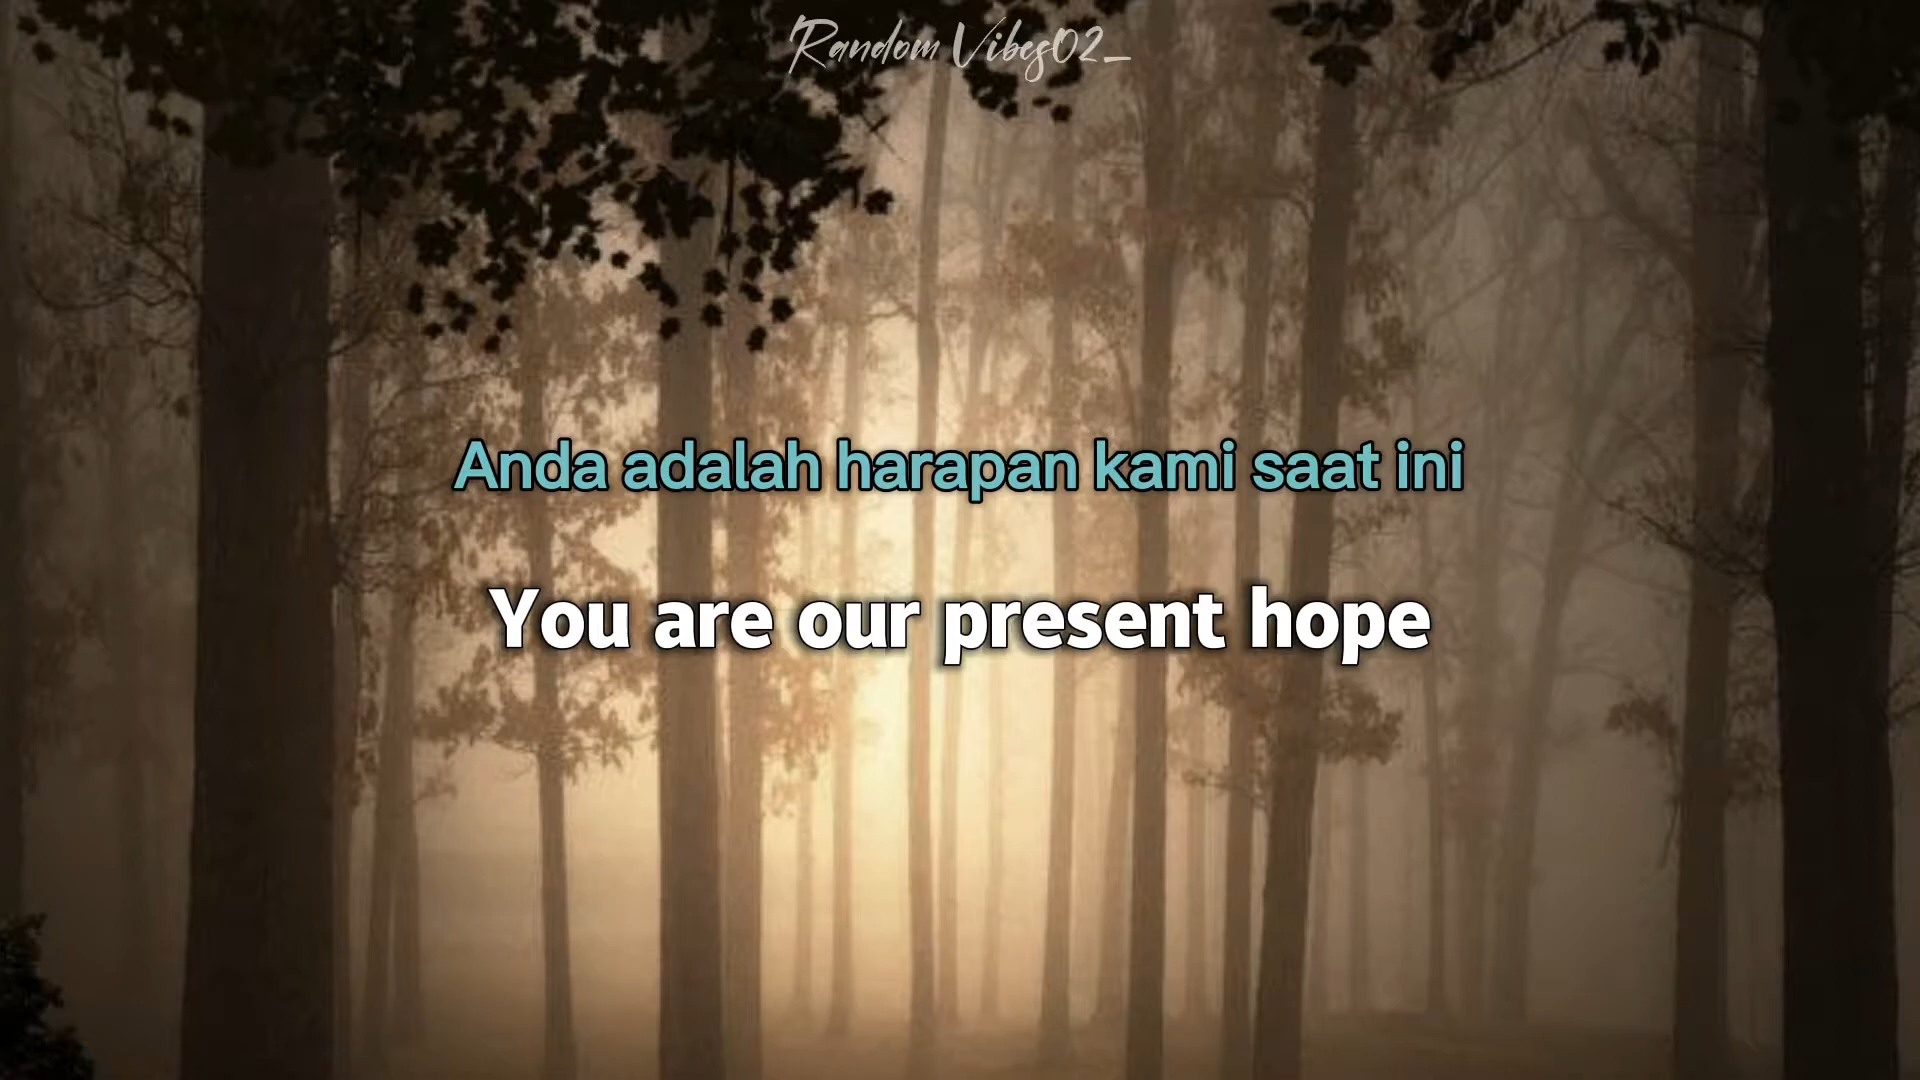 Random Vibes02_
Anda adalah harapan kami saat ini
You are our present hope